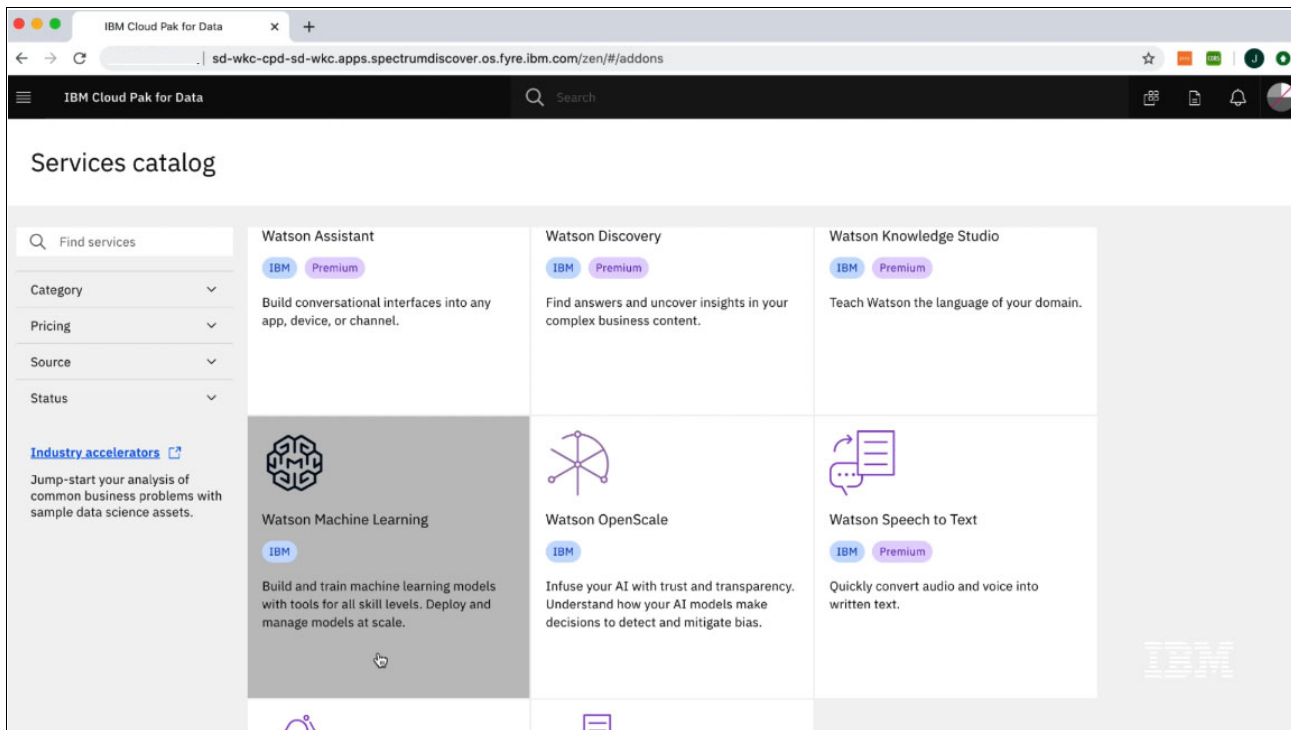 IBM Cloud Pak for Data
sd-wkc-cpd-sd-wkc.apps.spectrumdiscover.os.fyre.ibm.com/zen/#/addons
IBM Cloud Pak for Data
Search
J
Services catalog
Find services
Category
Pricing
Source
Status
Industry accelerators
Jump-start your analysis of
common business problems with
sample data science assets.
Watson Assistant
IBM Premium
Build conversational interfaces into any
app, device, or channel.
Watson Discovery
IBM Premium
Find answers and uncover insights in your
complex business content.
Watson Knowledge Studio
IBM Premium
Teach Watson the language of your domain.
Watson Machine Learning
IBM
Build and train machine learning models
with tools for all skill levels. Deploy and
manage models at scale.
Watson OpenScale
IBM
Infuse your AI with trust and transparency.
Understand how your AI models make
decisions to detect and mitigate bias.
Watson Speech to Text
IBM Premium
Quickly convert audio and voice into
written text.
IBM